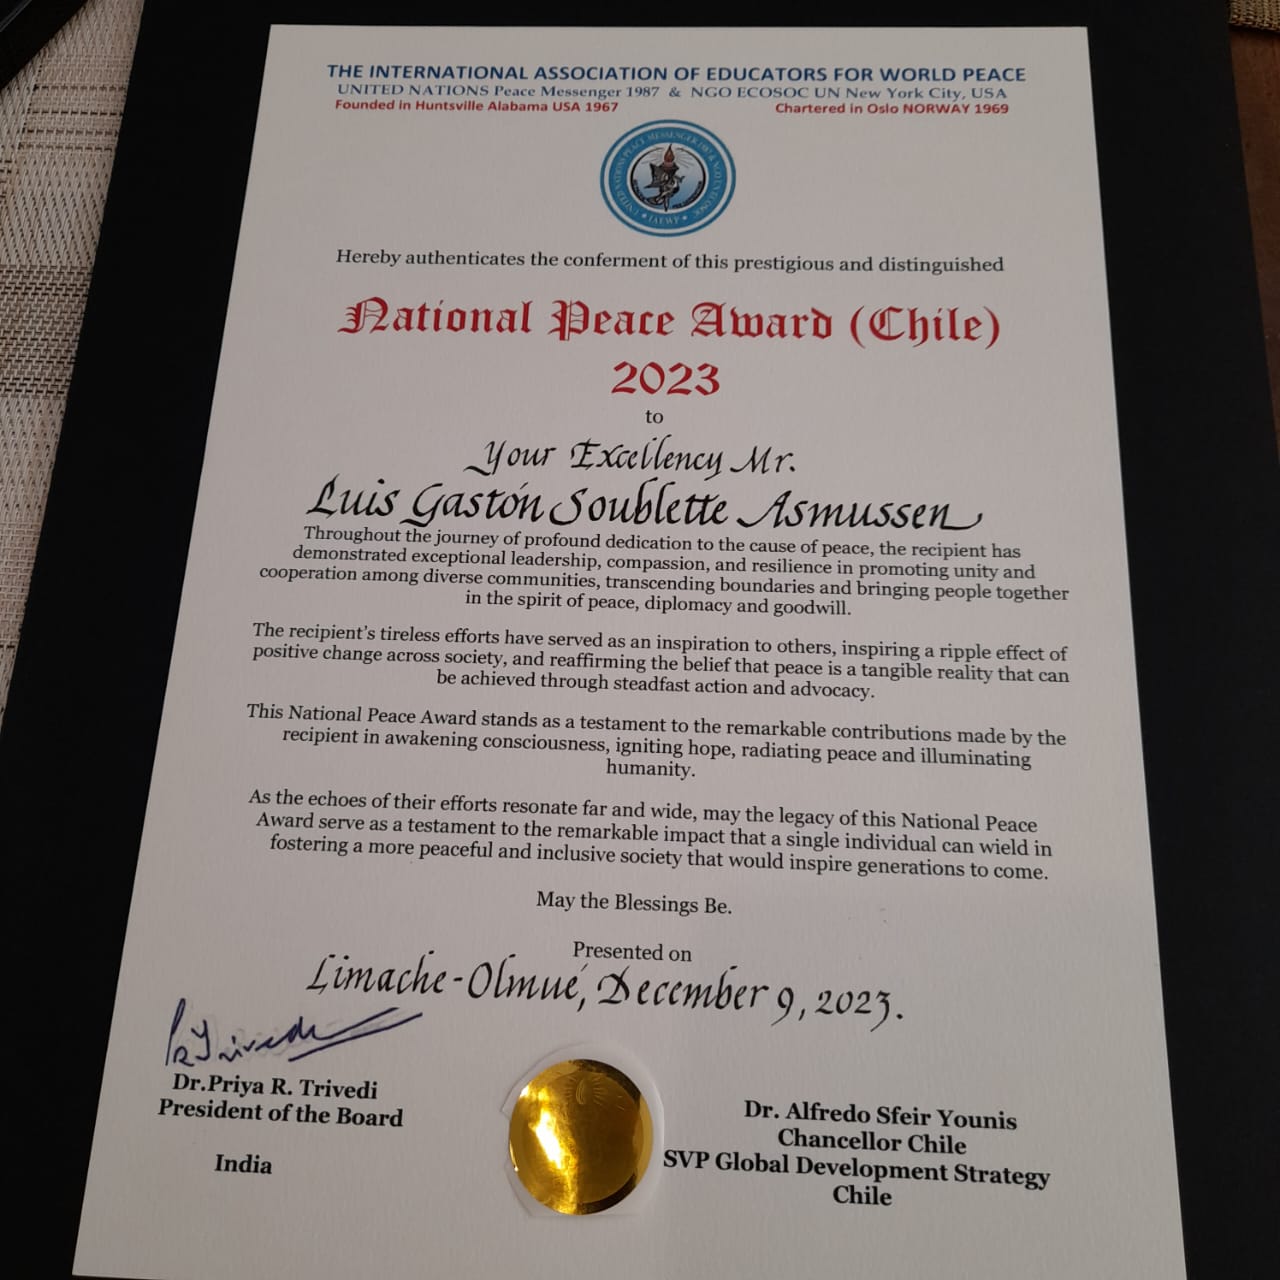 THE INTERNATIONAL ASSOCIATION OF EDUCATORS FOR WORLD PEACE
UNITED NATIONS Peace Messenger 1987 & NGO ECOSOC UN New York City, USA
Founded in Huntsville Alabama USA 1967 Chartered in Oslo NORWAY 1969
UNITED NATIONS PEACE MESSENGER NGO UN ECOSOC
IAEWP
Hereby authenticates the conferment of this prestigious and distinguished
National Peace Award (Chile)
2023
to
Your Excellency Mr.
Luis Gastón Soublette Asmussen
Throughout the journey of profound dedication to the cause of peace, the recipient has
demonstrated exceptional leadership, compassion, and resilience in promoting unity and
cooperation among diverse communities, transcending boundaries and bringing people together
in the spirit of peace, diplomacy and goodwill.
The recipient's tireless efforts have served as an inspiration to others, inspiring a ripple effect of
positive change across society, and reaffirming the belief that peace is a tangible reality that can
be achieved through steadfast action and advocacy.
This National Peace Award stands as a testament to the remarkable contributions made by the
recipient in awakening consciousness, igniting hope, radiating peace and illuminating
humanity.
As the echoes of their efforts resonate far and wide, may the legacy of this National Peace
Award serve as a testament to the remarkable impact that a single individual can wield in
fostering a more peaceful and inclusive society that would inspire generations to come.
May the Blessings Be.
Presented on
Limache-Olmué, December 9, 2023.
PRTrivedi
Dr.Priya R. Trivedi
President of the Board
India
Dr. Alfredo Sfeir Younis
Chancellor Chile
SVP Global Development Strategy
Chile